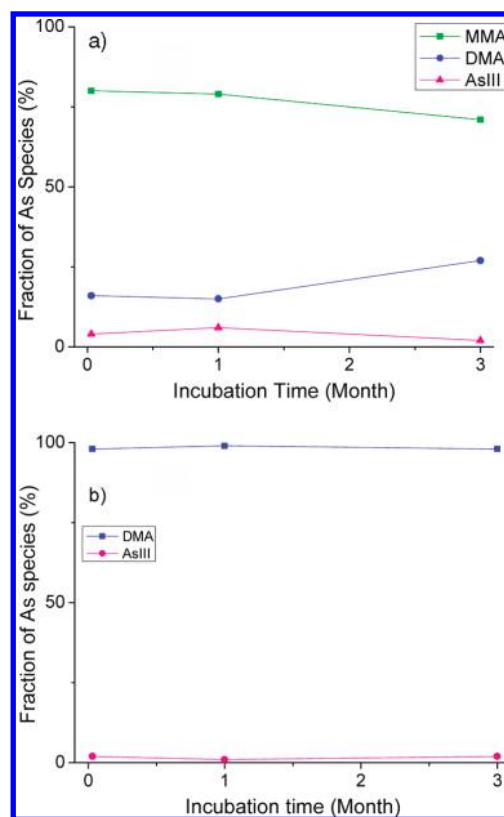 a)
MMA
DMA
AsIII
100
50
0
Fraction of As Species (%)
0 1 2 3
Incubation Time (Month)
b)
DMA
AsIII
100
50
0
Fraction of As species (%)
0 1 2 3
Incubation time (Month)